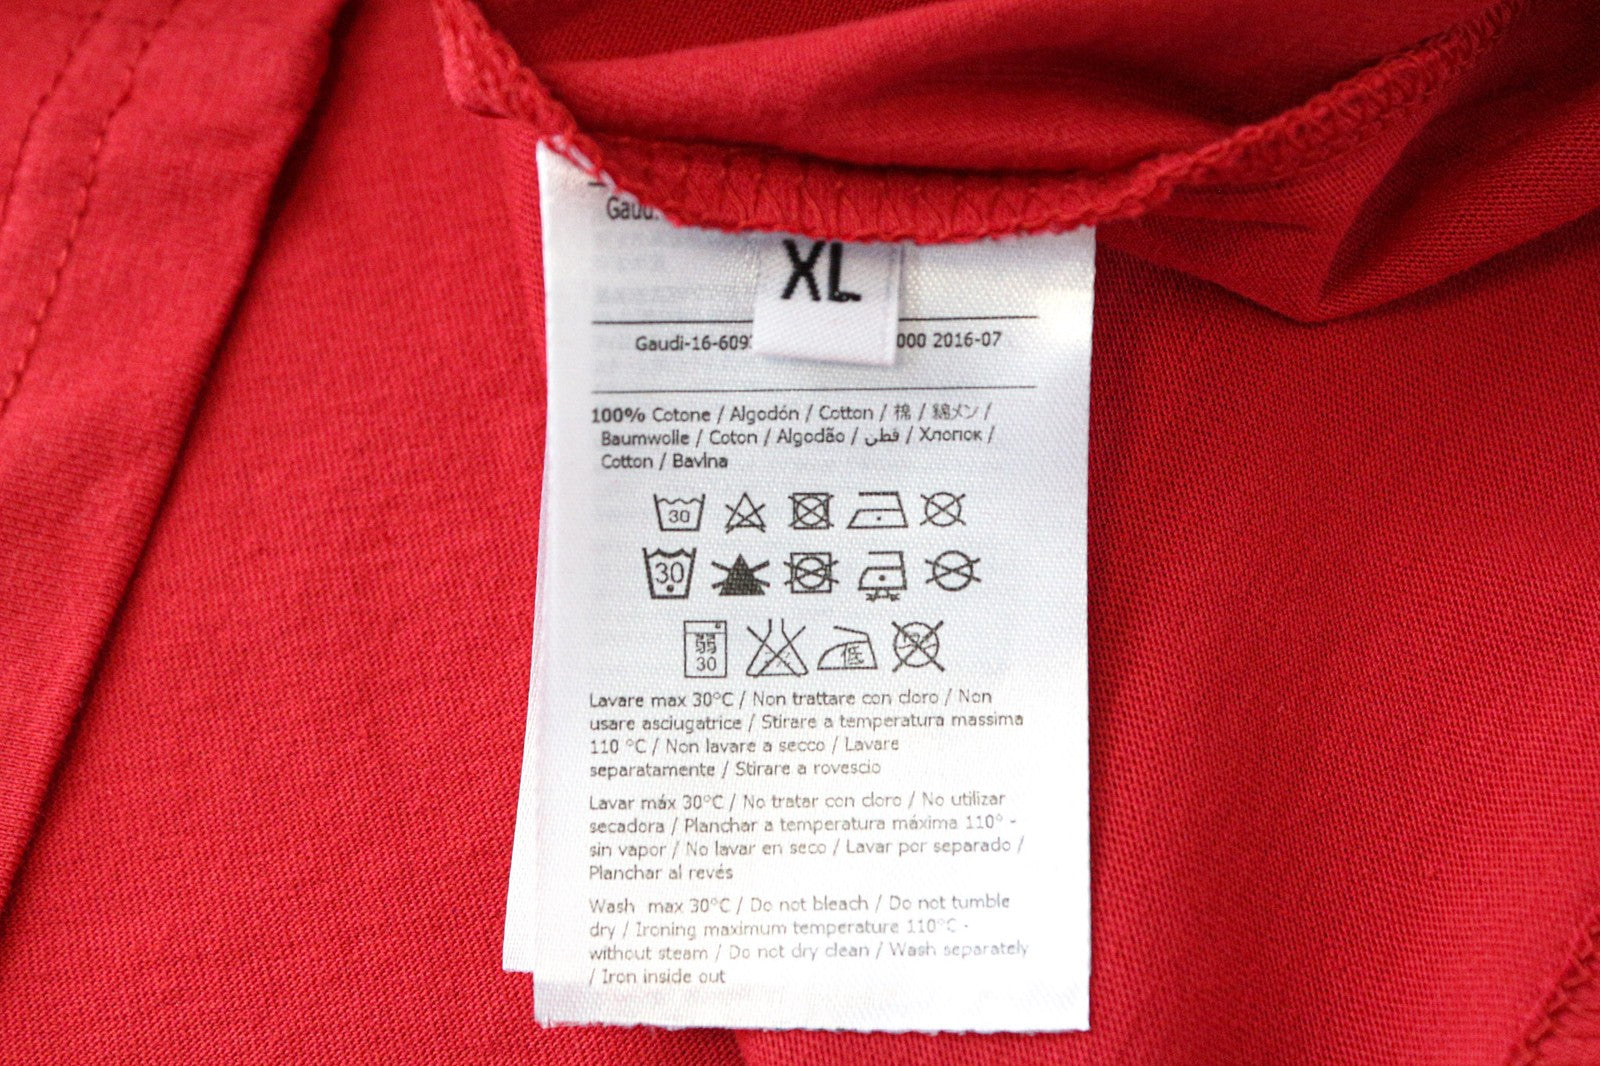 XL
Gaudi-16-609
000 2016-07
100% Cotone / Algodón / Cotton / 棉 / 綿メン /
Baumwolle / Coton / Algodão / قطن / Хлопок /
Cotton / Bavlna
30
30
弱
30
低
Lavare max 30°C / Non trattare con cloro / Non
usare asciugatrice / Stirare a temperatura massima
110 °C / Non lavare a secco / Lavare
separatamente / Stirare a rovescio
Lavar máx 30°C / No tratar con cloro / No utilizar
secadora / Planchar a temperatura máxima 110° -
sin vapor / No lavar en seco / Lavar por separado /
Planchar al revés
Wash max 30°C / Do not bleach / Do not tumble
dry / Ironing maximum temperature 110°C -
without steam / Do not dry clean / Wash separately
/ Iron inside out